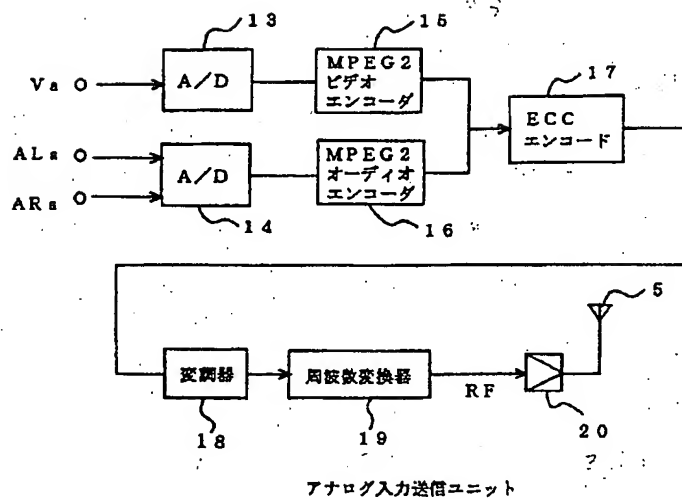 13
15
17
Va
A/D
MPEG2
ビデオ
エンコーダ
ECC
エンコード
ALa
ARa
A/D
MPEG2
オーディオ
エンコーダ
14
16
5
変調器
周波数変換器
RF
18
19
20
アナログ入力送信ユニット